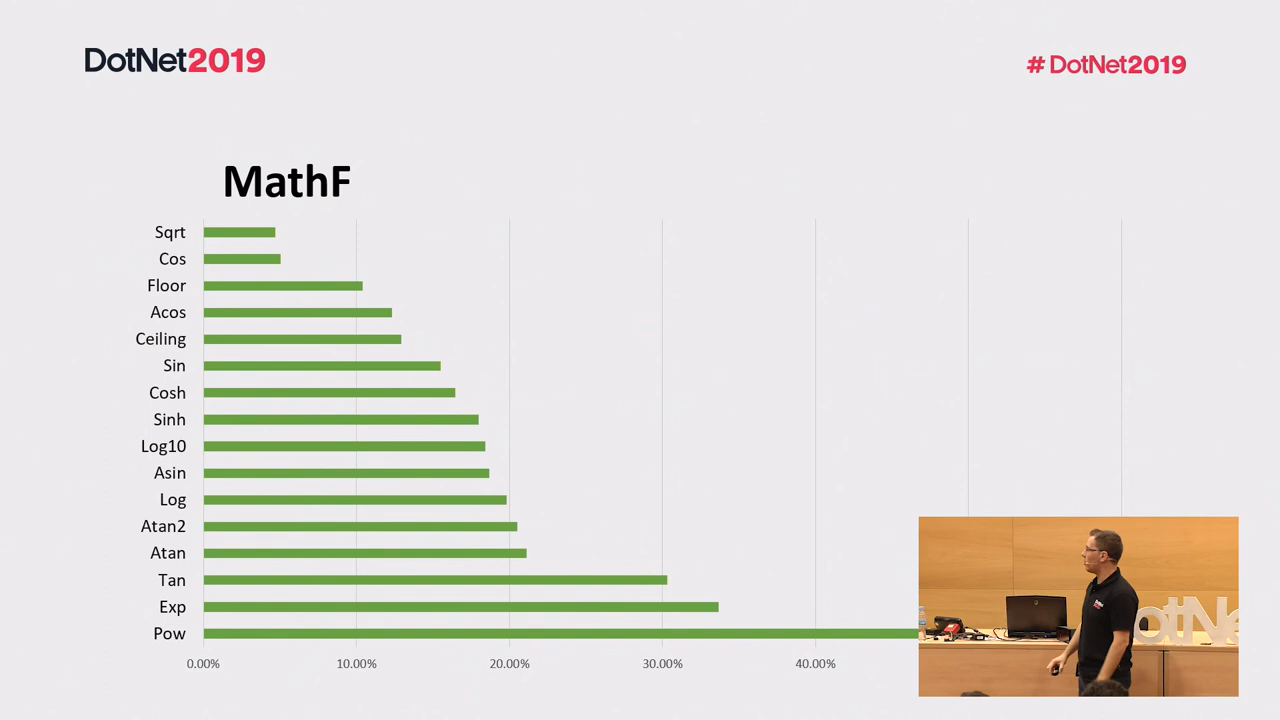 DotNet2019
# DotNet2019
MathF
Sqrt
Cos
Floor
Acos
Ceiling
Sin
Cosh
Sinh
Log10
Asin
Log
Atan2
Atan
Tan
Exp
Pow
0.00%
10.00%
20.00%
30.00%
40.00%